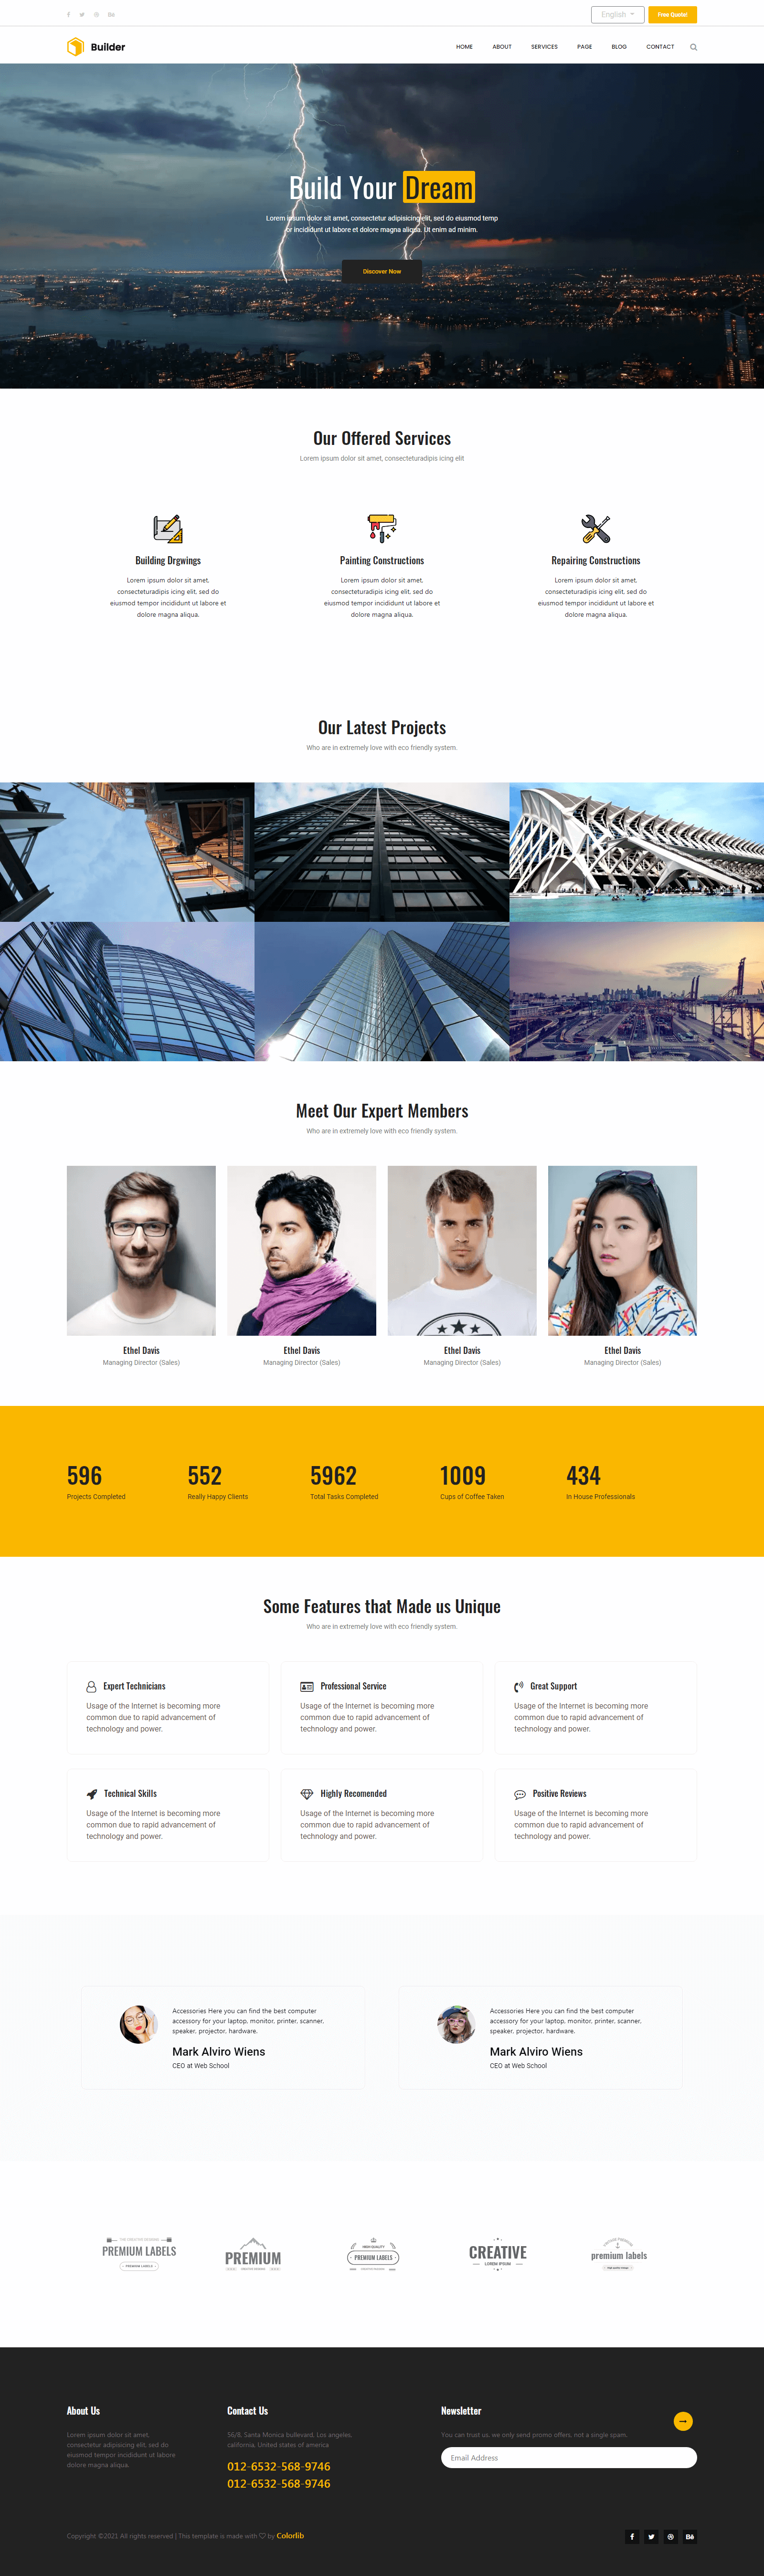 English
Free Quote!
Builder
HOME ABOUT SERVICES PAGE BLOG CONTACT
Build Your Dream
Lorem ipsum dolor sit amet, consectetur adipisicing elit, sed do eiusmod temp
or incididunt ut labore et dolore magna aliqua. Ut enim ad minim.
Discover Now
Our Offered Services
Lorem ipsum dolor sit amet, consecteturadipis icing elit
Building Drgwings
Lorem ipsum dolor sit amet,
consecteturadipis icing elit, sed do
eiusmod tempor incididunt ut labore et
dolore magna aliqua.
Painting Constructions
Lorem ipsum dolor sit amet,
consecteturadipis icing elit, sed do
eiusmod tempor incididunt ut labore et
dolore magna aliqua.
Repairing Constructions
Lorem ipsum dolor sit amet,
consecteturadipis icing elit, sed do
eiusmod tempor incididunt ut labore et
dolore magna aliqua.
Our Latest Projects
Who are in extremely love with eco friendly system.
Meet Our Expert Members
Who are in extremely love with eco friendly system.
Ethel Davis
Managing Director (Sales)
Ethel Davis
Managing Director (Sales)
Ethel Davis
Managing Director (Sales)
Ethel Davis
Managing Director (Sales)
596
Projects Completed
552
Really Happy Clients
5962
Total Tasks Completed
1009
Cups of Coffee Taken
434
In House Professionals
Some Features that Made us Unique
Who are in extremely love with eco friendly system.
Expert Technicians
Usage of the Internet is becoming more
common due to rapid advancement of
technology and power.
Professional Service
Usage of the Internet is becoming more
common due to rapid advancement of
technology and power.
Great Support
Usage of the Internet is becoming more
common due to rapid advancement of
technology and power.
Technical Skills
Usage of the Internet is becoming more
common due to rapid advancement of
technology and power.
Highly Recomended
Usage of the Internet is becoming more
common due to rapid advancement of
technology and power.
Positive Reviews
Usage of the Internet is becoming more
common due to rapid advancement of
technology and power.
Accessories Here you can find the best computer
accessory for your laptop, monitor, printer, scanner,
speaker, projector, hardware.
Mark Alviro Wiens
CEO at Web School
Accessories Here you can find the best computer
accessory for your laptop, monitor, printer, scanner,
speaker, projector, hardware.
Mark Alviro Wiens
CEO at Web School
PREMIUM LABELS
PREMIUM LABELS
PREMIUM
HIGH QUALITY
PREMIUM LABELS
CREATIVE
LOREM IPSUM
premium labels
About Us
Lorem ipsum dolor sit amet,
consectetur adipisicing elit, sed do
eiusmod tempor incididunt ut labore
dolore magna aliqua.
Contact Us
56/8, Santa Monica bullevard, Los angeles,
california, United states of america
012-6532-568-9746
012-6532-568-9746
Newsletter
You can trust us. we only send promo offers, not a single spam.
Email Address
Copyright ©2021 All rights reserved | This template is made with ♡ by Colorlib